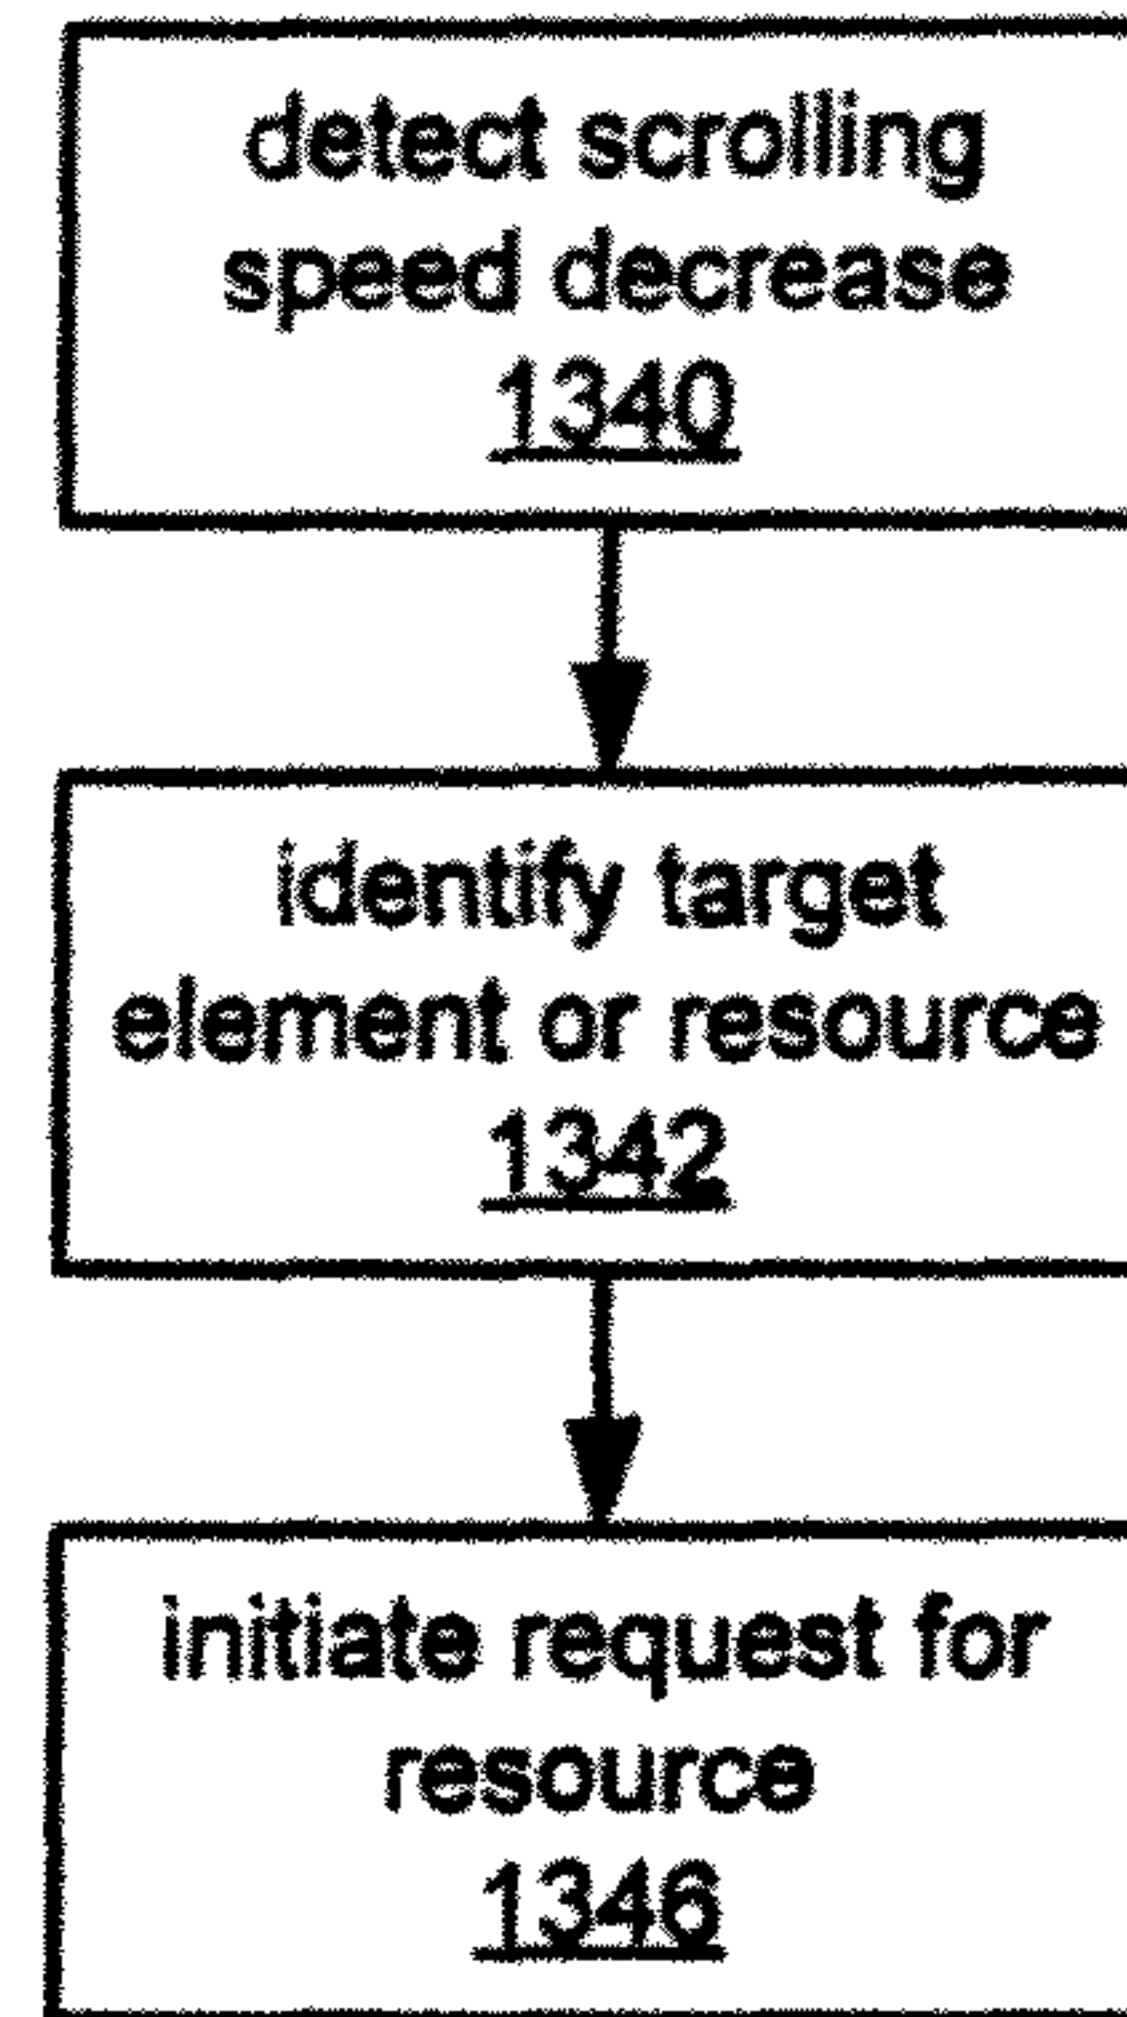 detect scrolling
speed decrease
1340
identify target
element or resource
1342
initiate request for
resource
1346